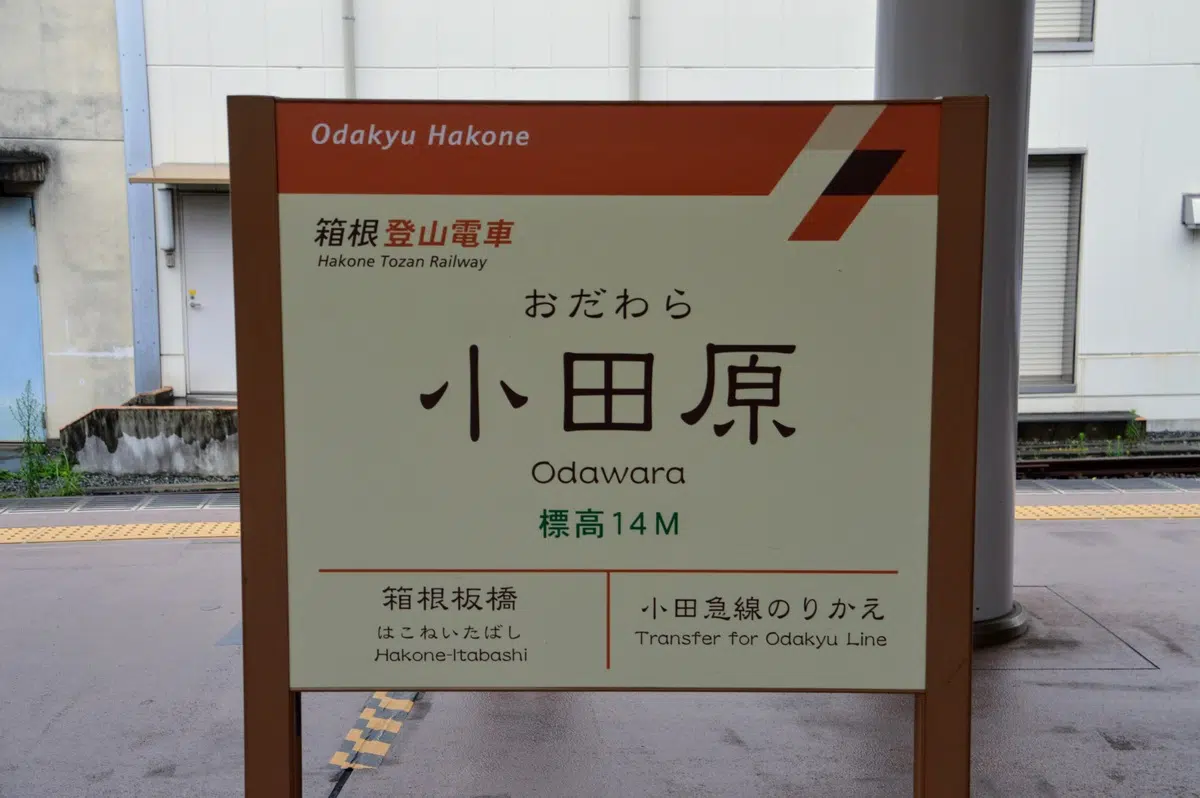 Odakyu Hakone
箱根登山電車
Hakone Tozan Railway
おだわら
小田原
Odawara
標高14M
箱根板橋
はこねいたばし
Hakone-Itabashi
小田急線のりかえ
Transfer for Odakyu Line